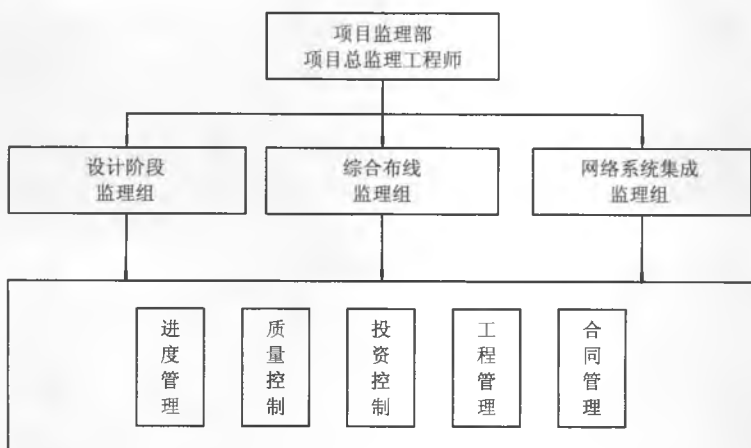 项目监理部
项目总监理工程师
设计阶段
监理组
综合布线
监理组
网络系统集成
监理组
进度管理
质量控制
投资控制
工程管理
合同管理